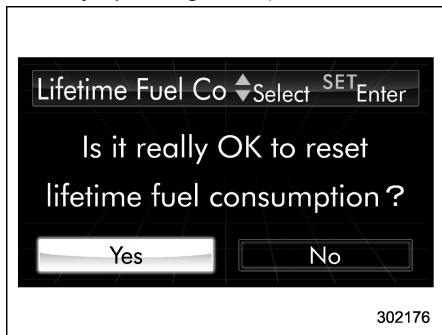 Lifetime Fuel Co Select SET Enter
Is it really OK to reset
lifetime fuel consumption ?
Yes No
302176